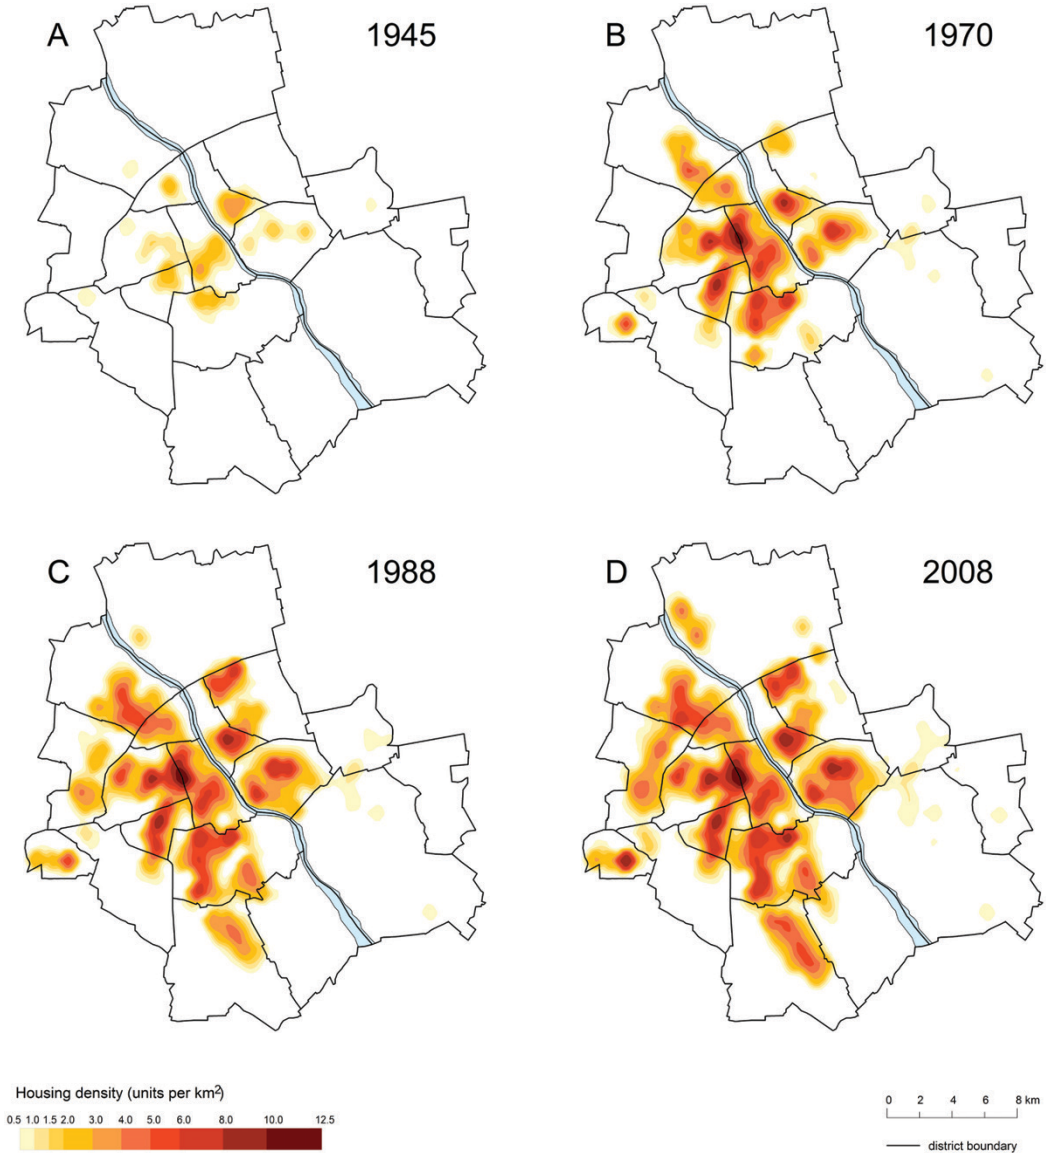 A 1945
B 1970
C 1988
D 2008
Housing density (units per km²)
0.5 1.0 1.5 2.0 3.0 4.0 5.0 6.0 8.0 10.0 12.5
0 2 4 6 8 km
district boundary